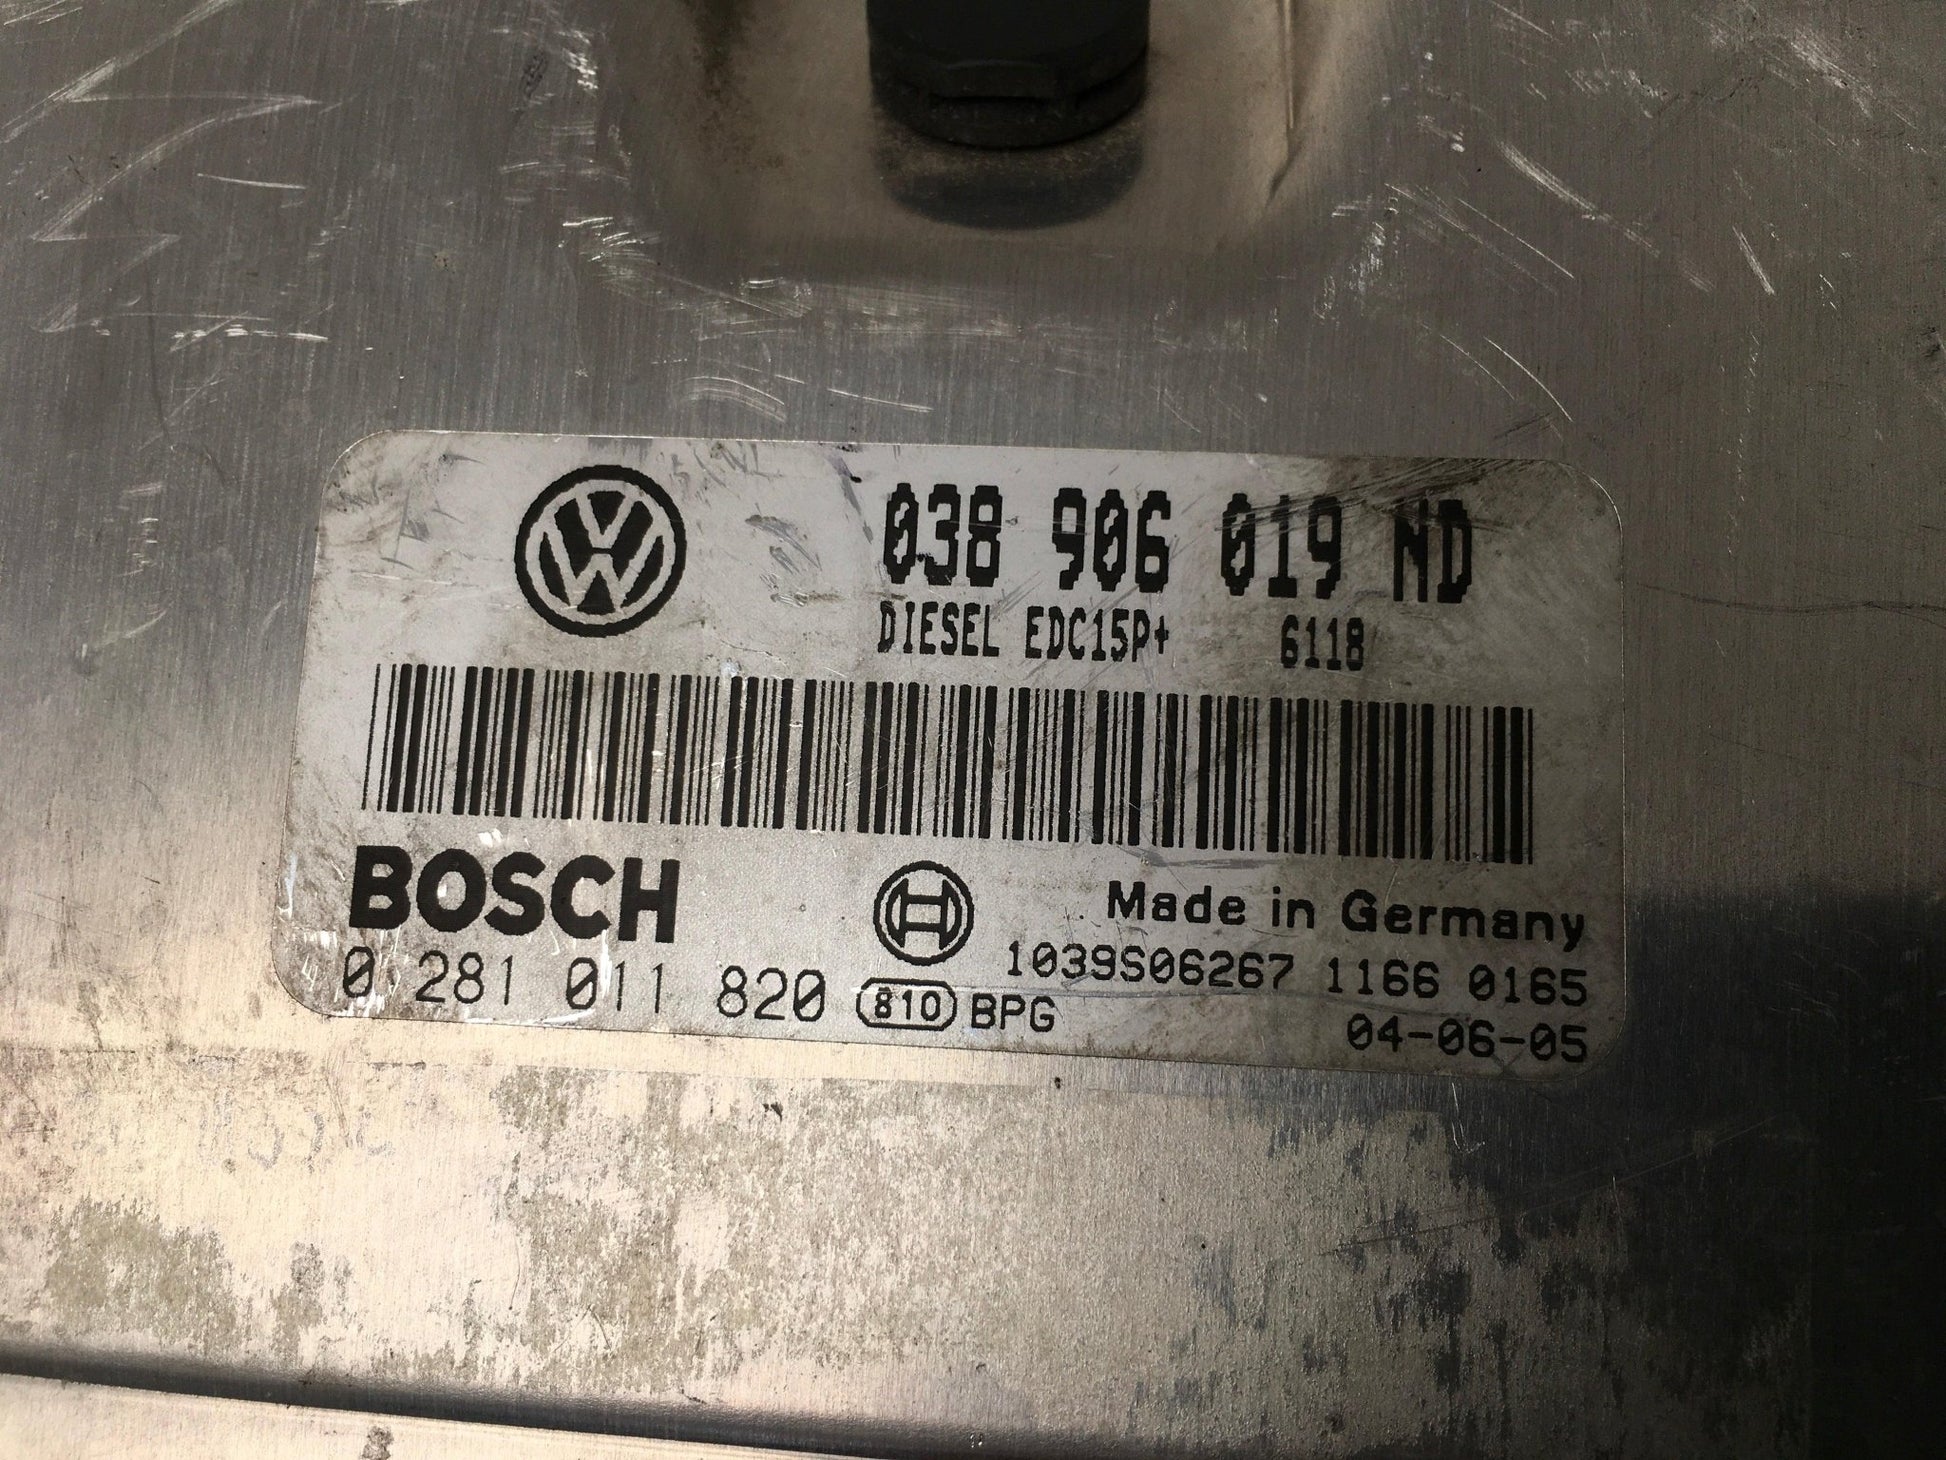 038 906 019 ND
DIESEL EDC15P+ 6118
BOSCH
Made in Germany
1039S06267 1166 0165
0 281 011 820 810 BPG
04-06-05